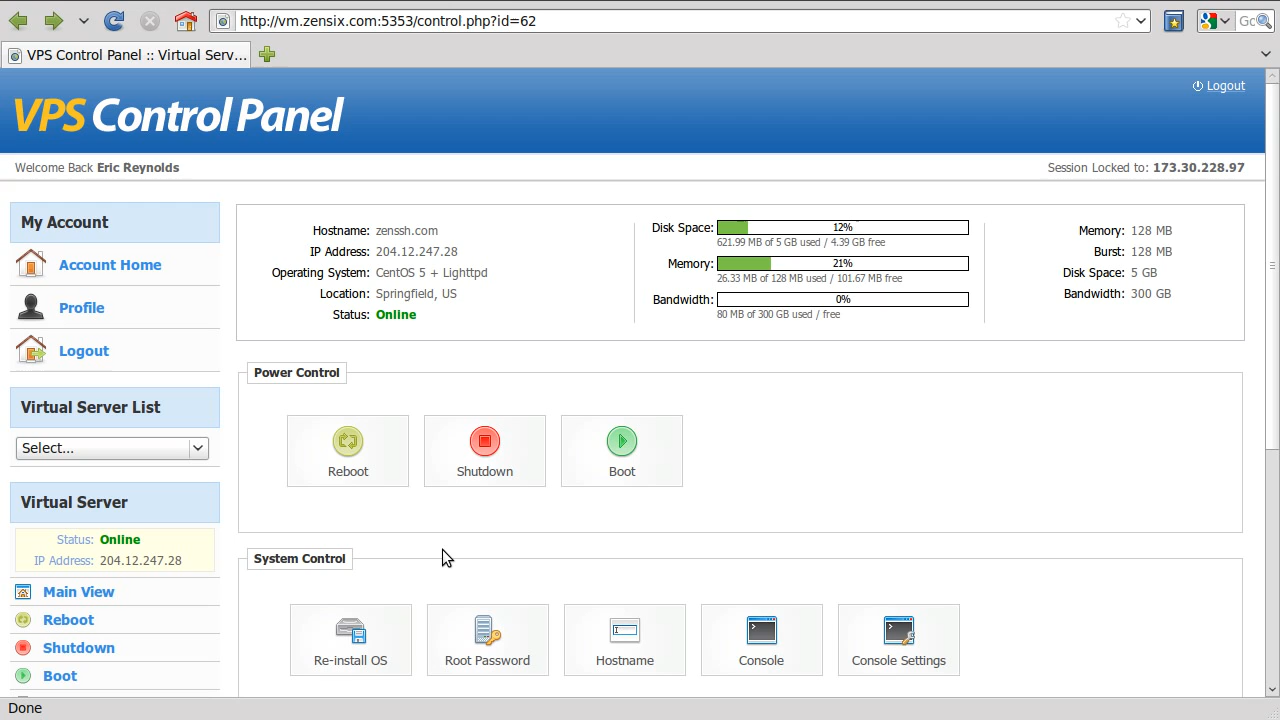 http://vm.zensix.com:5353/control.php?id=62
Gc
VPS Control Panel :: Virtual Serv...
Logout
VPS Control Panel
Welcome Back Eric Reynolds
Session Locked to: 173.30.228.97
My Account
Account Home
Profile
Logout
Virtual Server List
Select...
Virtual Server
Status: Online
IP Address: 204.12.247.28
Main View
Reboot
Shutdown
Boot
Hostname: zenssh.com
IP Address: 204.12.247.28
Operating System: CentOS 5 + Lighttpd
Location: Springfield, US
Status: Online
Disk Space: 12%
621.99 MB of 5 GB used / 4.39 GB free
Memory: 21%
26.33 MB of 128 MB used / 101.67 MB free
Bandwidth: 0%
80 MB of 300 GB used / free
Memory: 128 MB
Burst: 128 MB
Disk Space: 5 GB
Bandwidth: 300 GB
Power Control
Reboot
Shutdown
Boot
System Control
Re-install OS
Root Password
Hostname
Console
Console Settings
Done